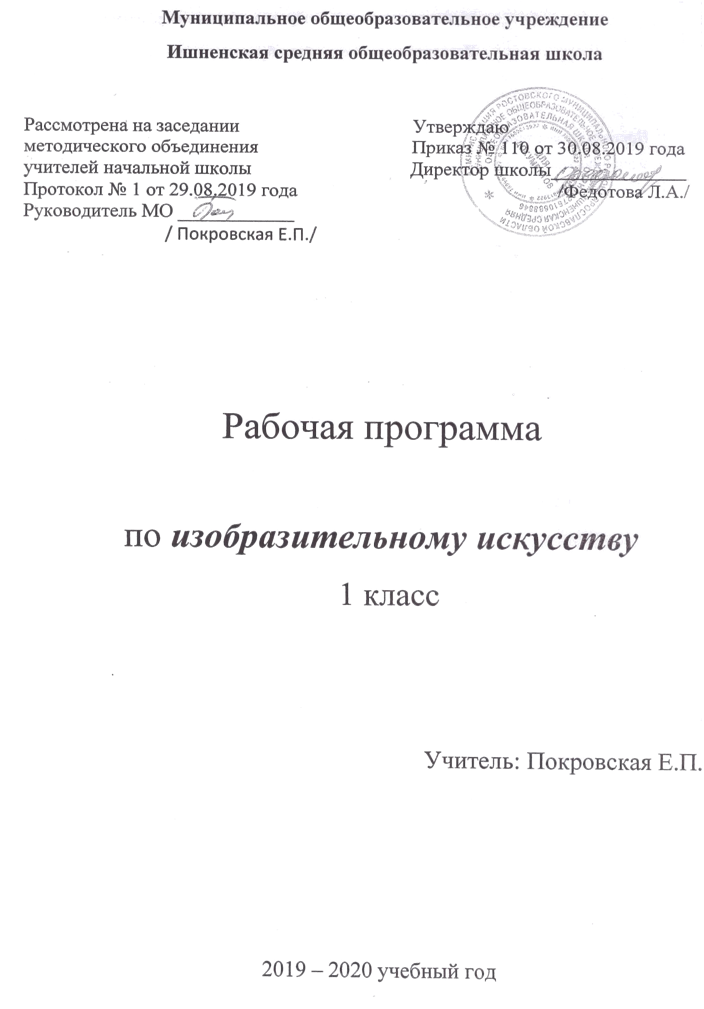 Муниципальное общеобразовательное учреждение
Ишненская средняя общеобразовательная школа
Рассмотрена на заседании
методического объединения
учителей начальной школы
Протокол № 1 от 29.08.2019 года
Руководитель МО ____________
/ Покровская Е.П./
Утверждаю
Приказ № 110 от 30.08.2019 года
Директор школы______________
/Федотова Л.А./
Рабочая программа
по изобразительному искусству
1 класс
Учитель: Покровская Е.П.
2019 – 2020 учебный год